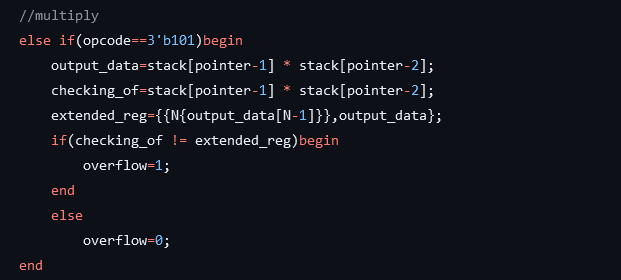 //multiply
else if(opcode==3'b101)begin
    output_data=stack[pointer-1] * stack[pointer-2];
    checking_of=stack[pointer-1] * stack[pointer-2];
    extended_reg={{N{output_data[N-1]}},output_data};
    if(checking_of != extended_reg)begin
        overflow=1;
    end
    else
        overflow=0;
end